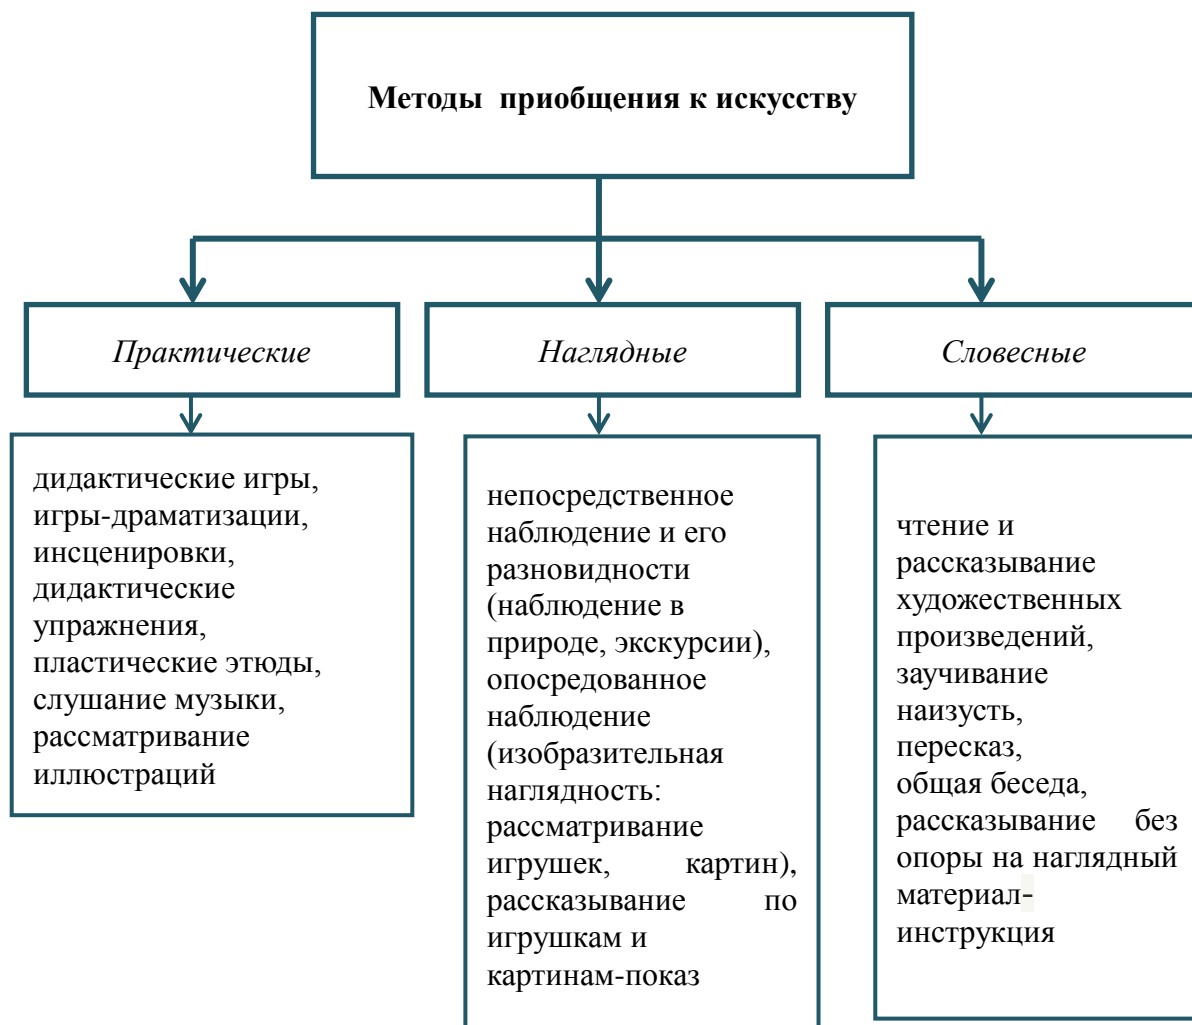 Методы приобщения к искусству
Практические
Наглядные
Словесные
дидактические игры,
игры-драматизации,
инсценировки,
дидактические
упражнения,
пластические этюды,
слушание музыки,
рассматривание
иллюстраций
непосредственное
наблюдение и его
разновидности
(наблюдение в
природе, экскурсии),
опосредованное
наблюдение
(изобразительная
наглядность:
рассматривание
игрушек, картин),
рассказывание по
игрушкам и
картинам-показ
чтение и
рассказывание
художественных
произведений,
заучивание
наизусть,
пересказ,
общая беседа,
рассказывание без
опоры на наглядный
материал-
инструкция